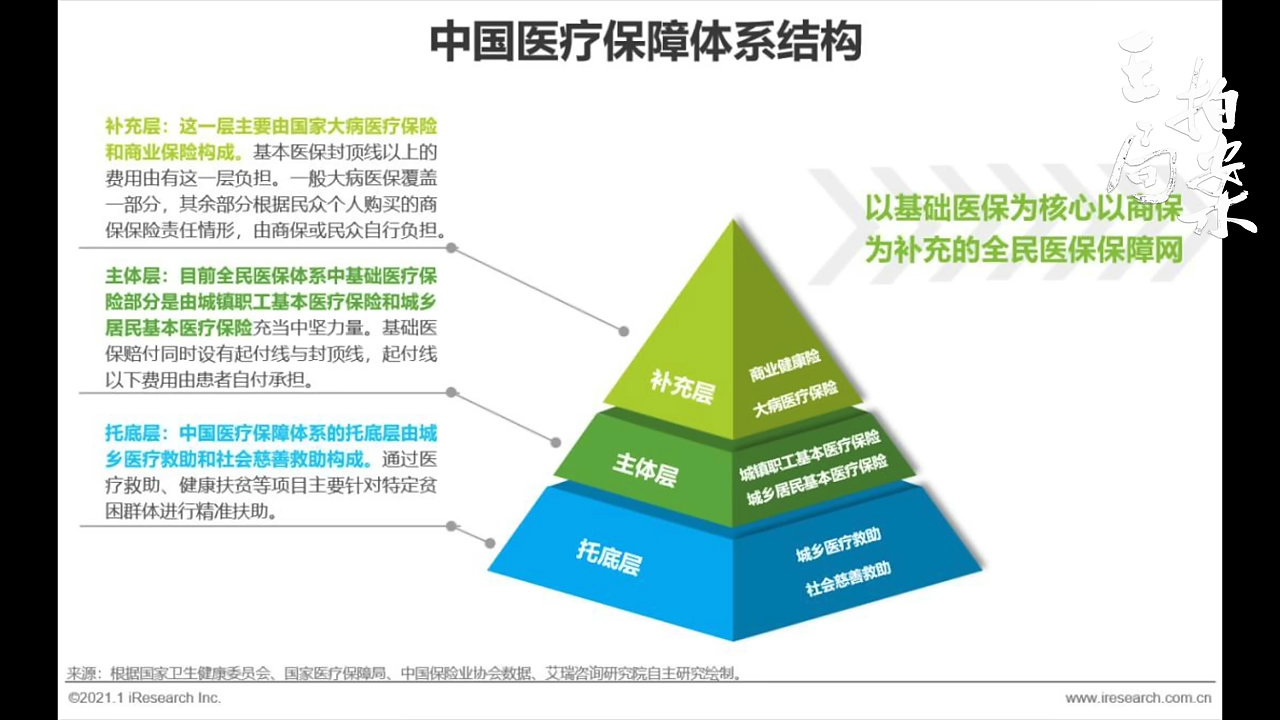 中国医疗保障体系结构
王拍案局
补充层：这一层主要由国家大病医疗保险
和商业保险构成。基本医保封顶线以上的
费用由有这一层负担。一般大病医保覆盖
一部分，其余部分根据民众个人购买的商
保保险责任情形，由商保或民众自行负担。
以基础医保为核心以商保
为补充的全民医保保障网
主体层：目前全民医保体系中基础医疗保
险部分是由城镇职工基本医疗保险和城乡
居民基本医疗保险充当中坚力量。基础医
保赔付同时设有起付线与封顶线，起付线
以下费用由患者自付承担。
托底层：中国医疗保障体系的托底层由城
乡医疗救助和社会慈善救助构成。通过医
疗救助、健康扶贫等项目主要针对特定贫
困群体进行精准扶助。
补充层
商业健康险
大病医疗保险
主体层
城镇职工基本医疗保险
城乡居民基本医疗保险
托底层
城乡医疗救助
社会慈善救助
来源：根据国家卫生健康委员会、国家医疗保障局、中国保险业协会数据、艾瑞咨询研究院自主研究绘制。
©2021.1 iResearch Inc.
www.iresearch.com.cn